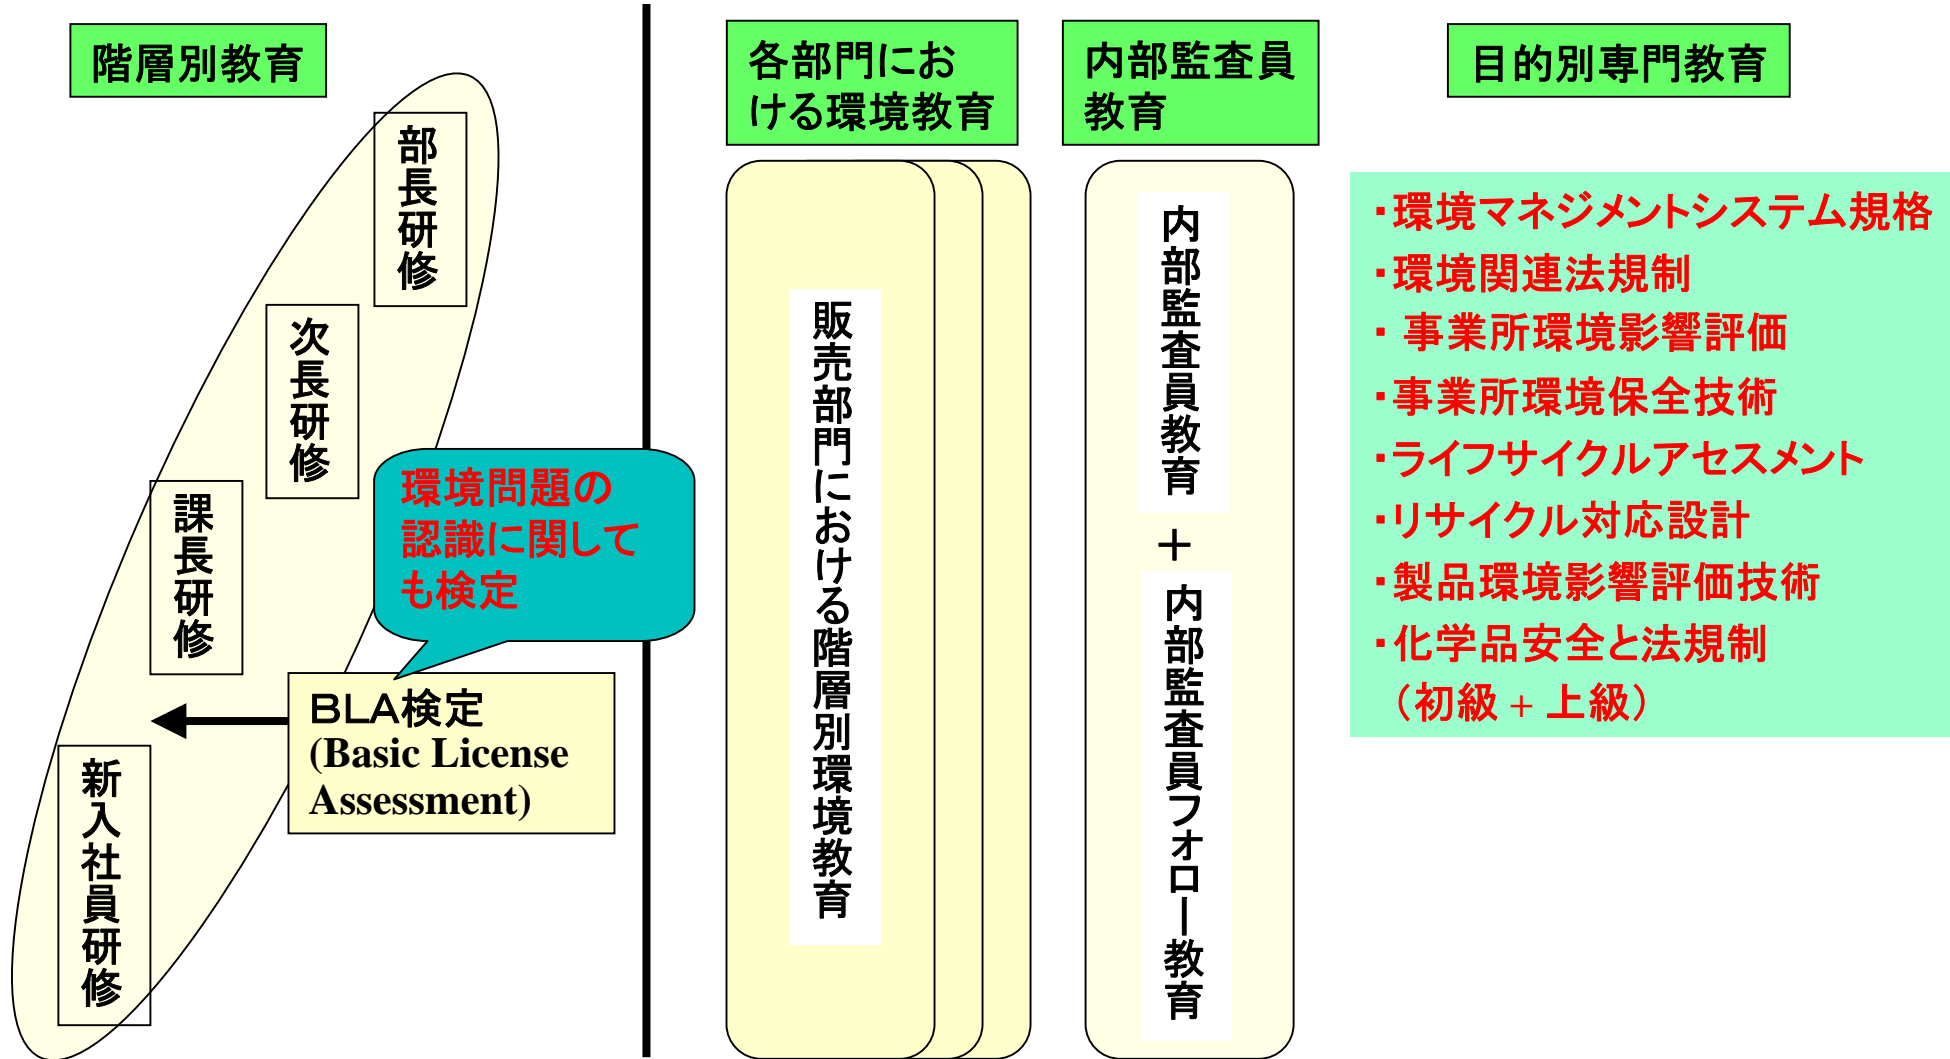 階層別教育
部長研修
次長研修
課長研修
新入社員研修
環境問題の
認識に関して
も検定
BLA検定
(Basic License
Assessment)
各部門にお
ける環境教育
販売部門における階層別環境教育
内部監査員
教育
内部監査員教育
＋
内部監査員フォロー教育
目的別専門教育
・環境マネジメントシステム規格
・環境関連法規制
・ 事業所環境影響評価
・事業所環境保全技術
・ライフサイクルアセスメント
・リサイクル対応設計
・製品環境影響評価技術
・化学品安全と法規制
（初級 + 上級）